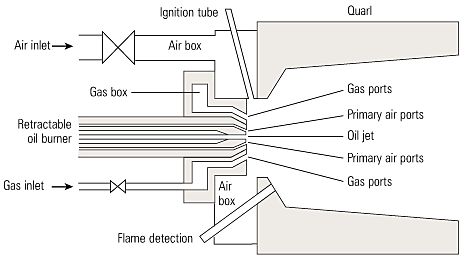 Ignition tube
Quarl
Air inlet
Air box
Gas box
Gas ports
Primary air ports
Retractable
oil burner
Oil jet
Primary air ports
Gas inlet
Air
box
Gas ports
Flame detection